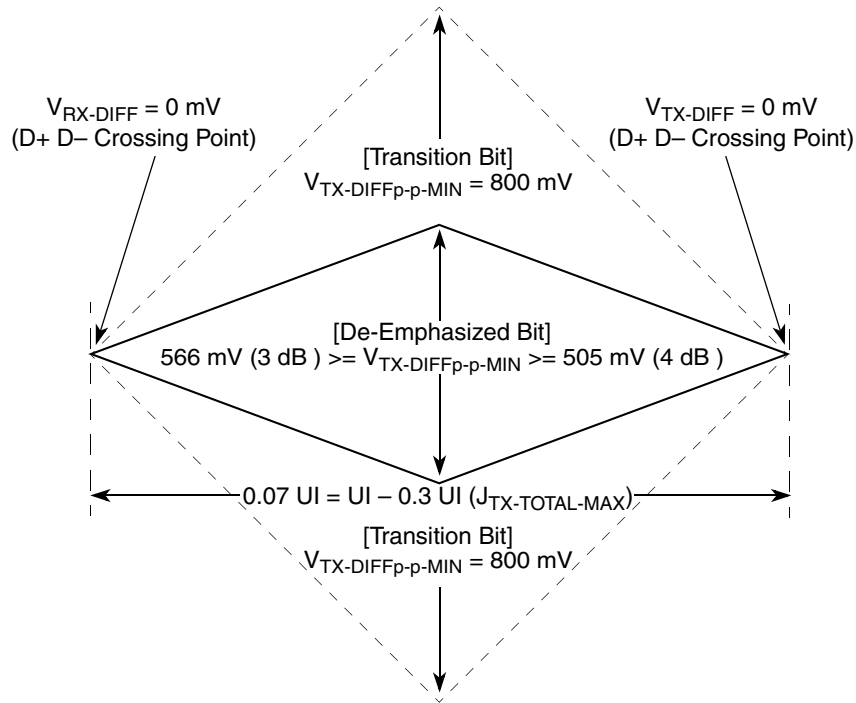 V_RX-DIFF = 0 mV
(D+ D– Crossing Point)
V_TX-DIFF = 0 mV
(D+ D– Crossing Point)
[Transition Bit]
V_TX-DIFFp-p-MIN = 800 mV
[De-Emphasized Bit]
566 mV (3 dB ) >= V_TX-DIFFp-p-MIN >= 505 mV (4 dB )
0.07 UI = UI – 0.3 UI (J_TX-TOTAL-MAX)
[Transition Bit]
V_TX-DIFFp-p-MIN = 800 mV